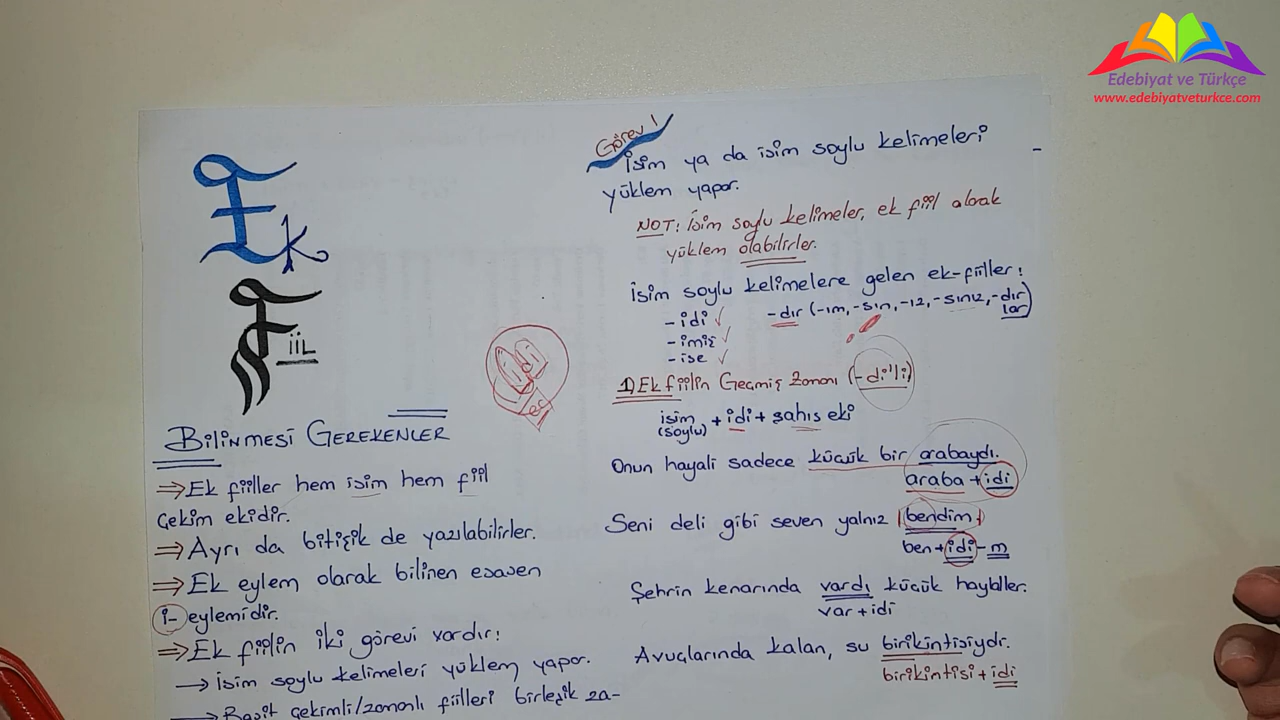 Edebiyat ve Türkçe
www.edebiyatveturkce.com
Ek
Fiil
BİLİNMESİ GEREKENLER
⇒ Ek fiiller hem isim hem fiil
çekim ekidir.
⇒ Ayrı da bitişik de yazılabilirler.
⇒ Ek eylem olarak bilinen esasen
i- eylemidir.
⇒ Ek fiilin iki görevi vardır:
→ İsim soylu kelimeleri yüklem yapar.
→ Basit çekimli/zamanlı fiilleri birleşik za-
Görev 1
İsim ya da isim soylu kelimeleri
yüklem yapar.
NOT: İsim soylu kelimeler, ek fiil alarak
yüklem olabilirler.
İsim soylu kelimelere gelen ek-fiiller:
-idi ✓
-imiş ✓
-ise ✓
-dır (-ım, -sın, -ız, -sınız, -dır
lar)
1) Ek fiilin Geçmiş Zamanı (-di'li)
isim + idi + şahıs eki
(soylu)
Onun hayali sadece küçük bir arabaydı.
araba + idi
Seni deli gibi seven yalnız bendim.
ben + idi - m
Şehrin kenarında vardı küçük hayaller.
var + idi
Avuçlarında kalan, su birikintisiydi.
birikintisi + idi